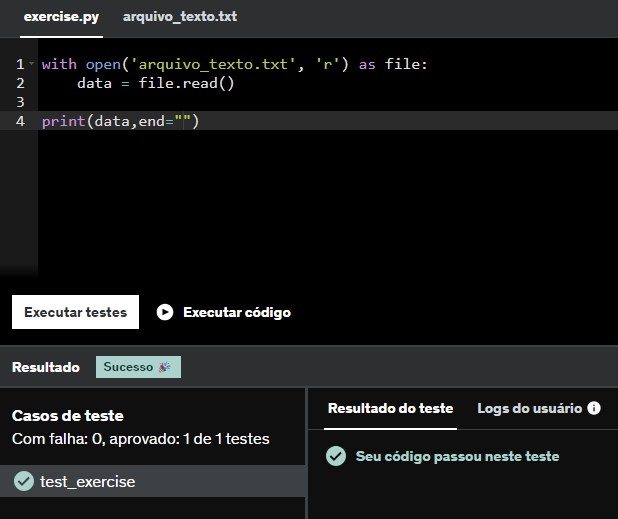 exercise.py arquivo_texto.txt
1 with open('arquivo_texto.txt', 'r') as file:
2     data = file.read()
3
4 print(data,end="")
Executar testes Executar código
Resultado Sucesso 🎉
Casos de teste
Com falha: 0, aprovado: 1 de 1 testes
test_exercise
Resultado do teste Logs do usuário
Seu código passou neste teste